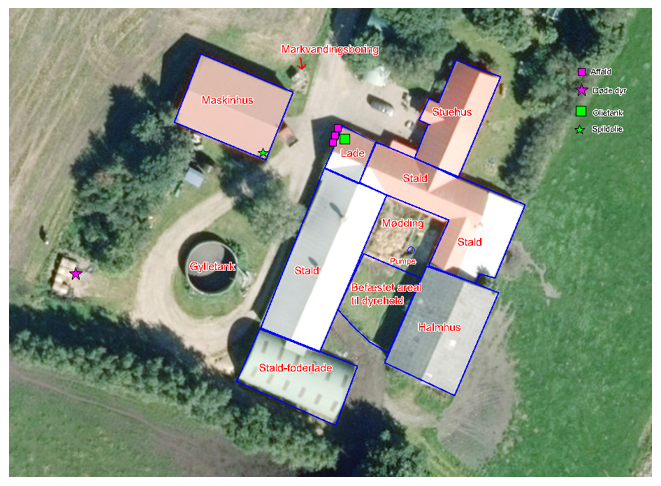 Markvandingsboring
Affald
Døde dyr
Olietank
Spildolie
Maskinhus
Stuehus
Lade
Stald
Mødding
Stald
Pumpe
Gylletank
Stald
Befæstet areal
til dyrehold
Halmhus
Stald-foderlade